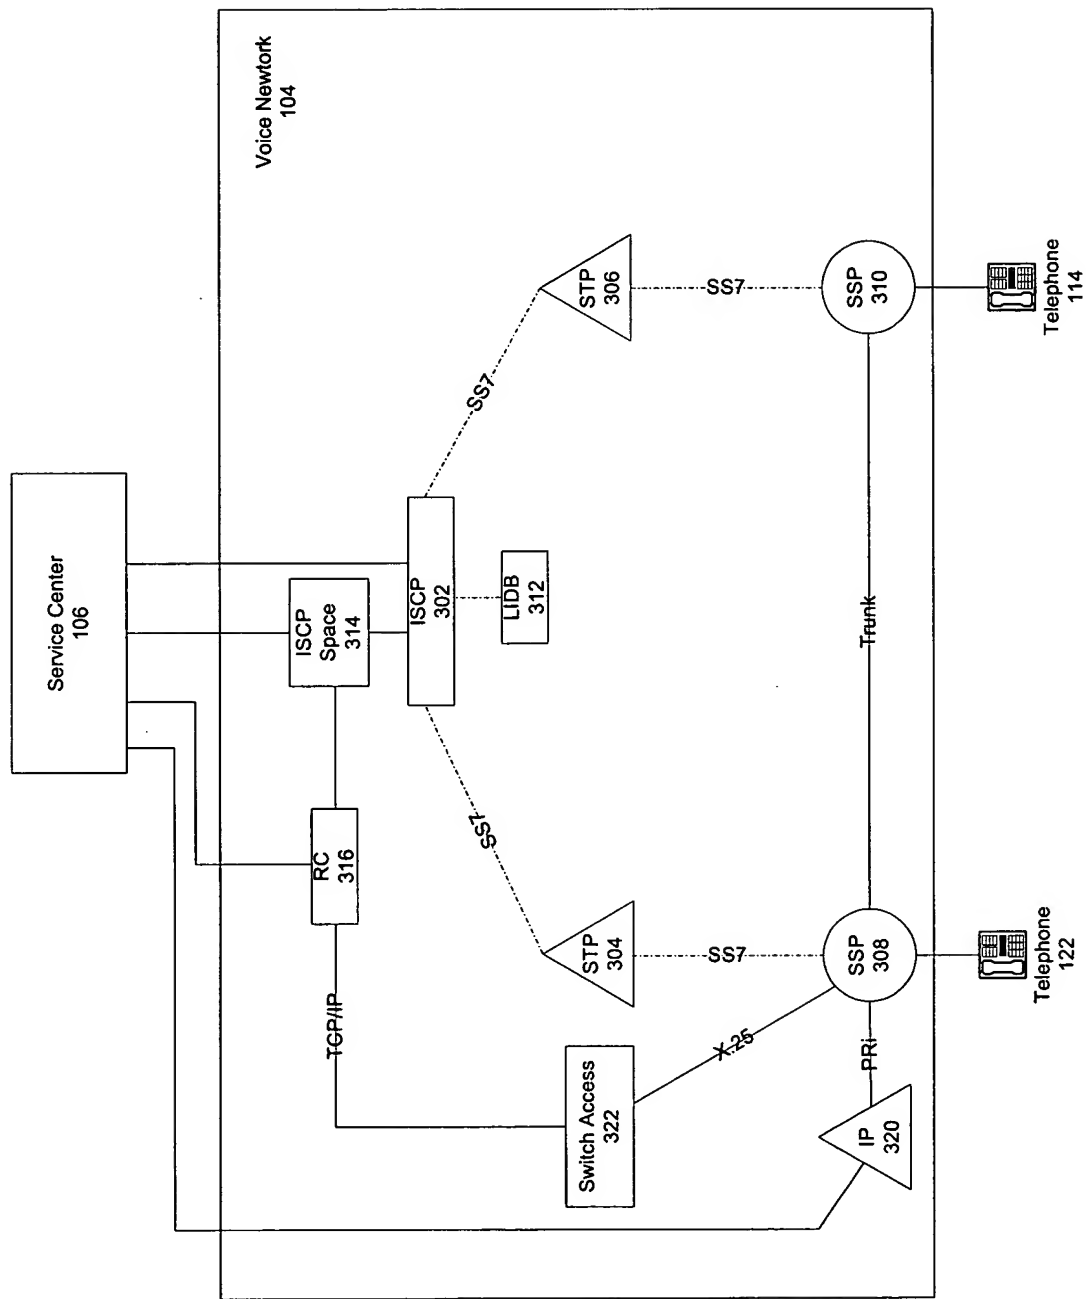 Service Center
106
Voice Newtork
104
ISCP
Space
314
RC
316
ISCP
302
LIDB
312
SS7
SS7
TCP/IP
STP
304
STP
306
Switch Access
322
SS7
SS7
X.25
IP
320
PRi
SSP
308
Trunk
SSP
310
Telephone
122
Telephone
114